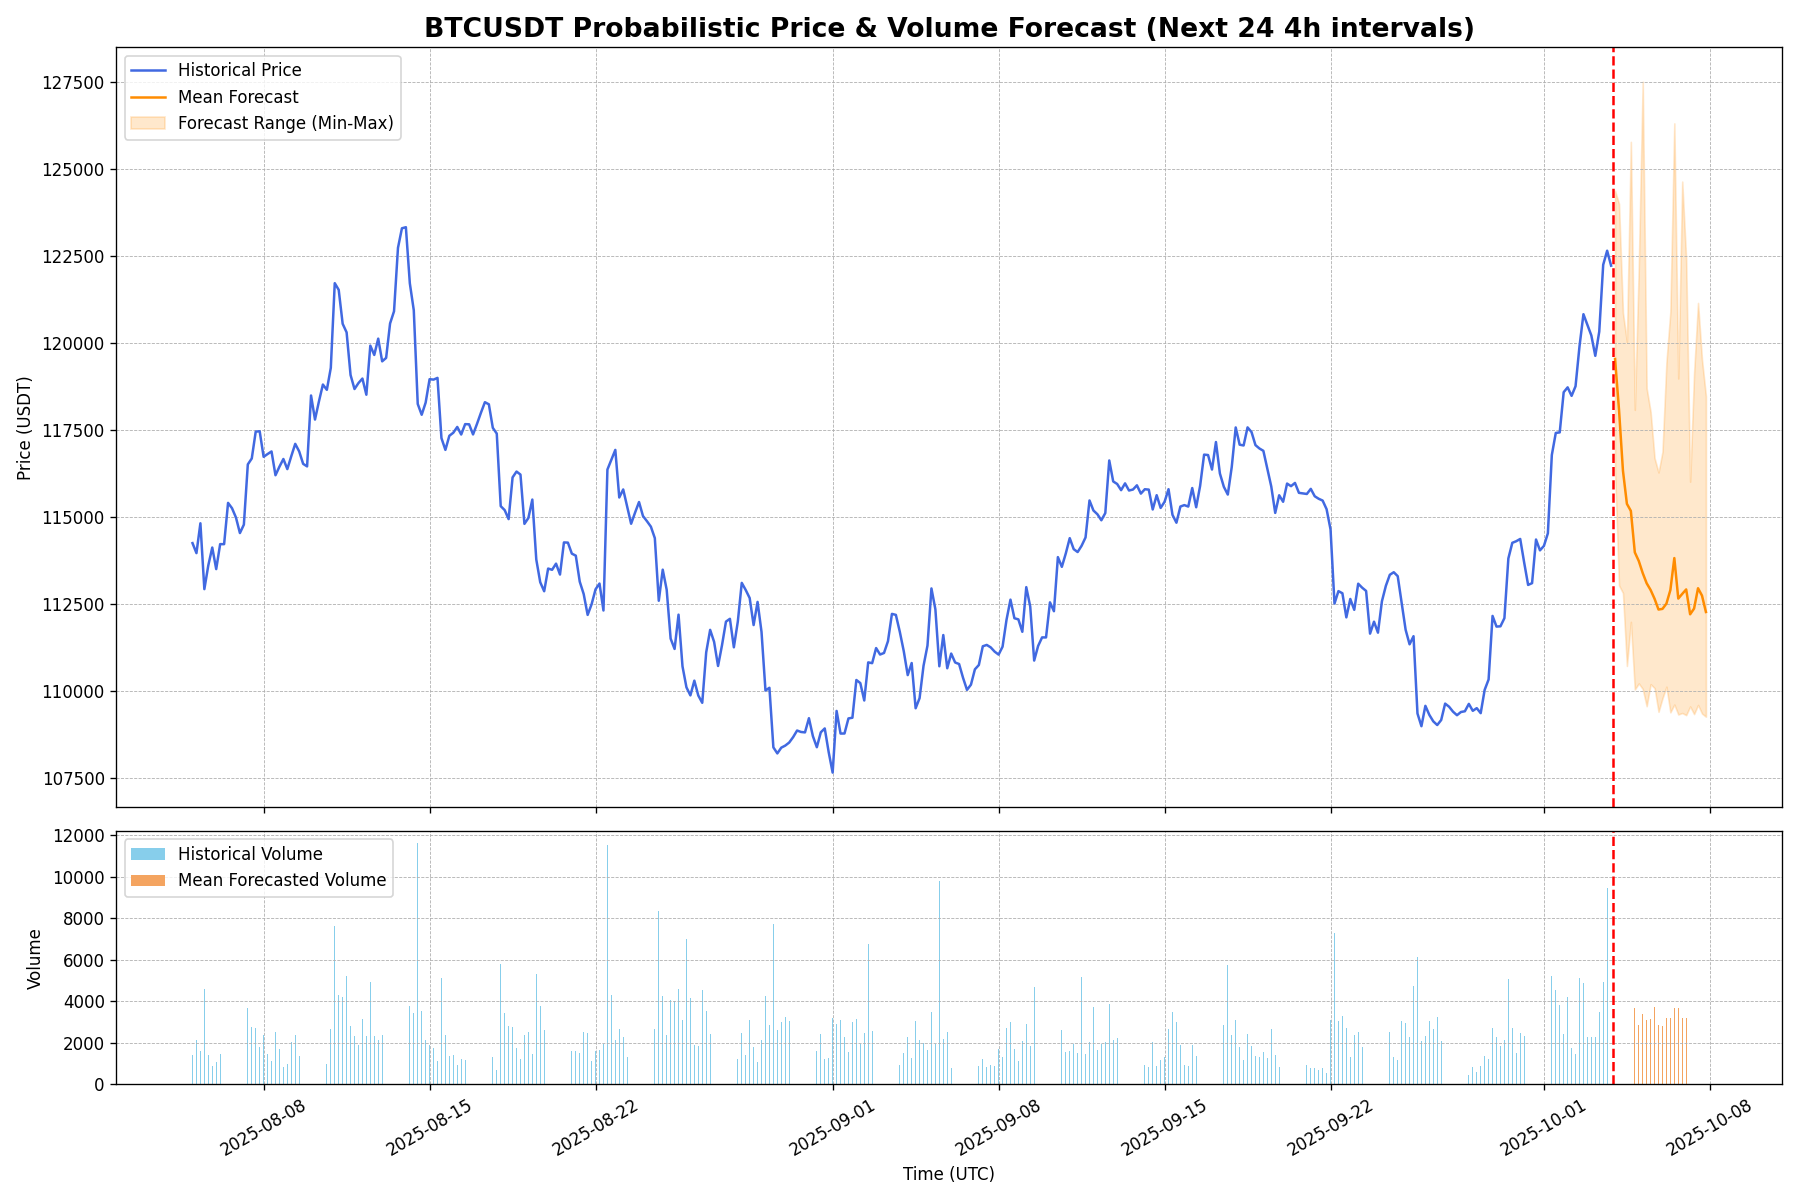 BTCUSDT Probabilistic Price & Volume Forecast (Next 24 4h intervals)
Historical Price
Mean Forecast
Forecast Range (Min-Max)
127500
125000
122500
120000
117500
115000
112500
110000
107500
Price (USDT)
Historical Volume
Mean Forecasted Volume
12000
10000
8000
6000
4000
2000
0
Volume
2025-08-08
2025-08-15
2025-08-22
2025-09-01
2025-09-08
2025-09-15
2025-09-22
2025-10-01
2025-10-08
Time (UTC)